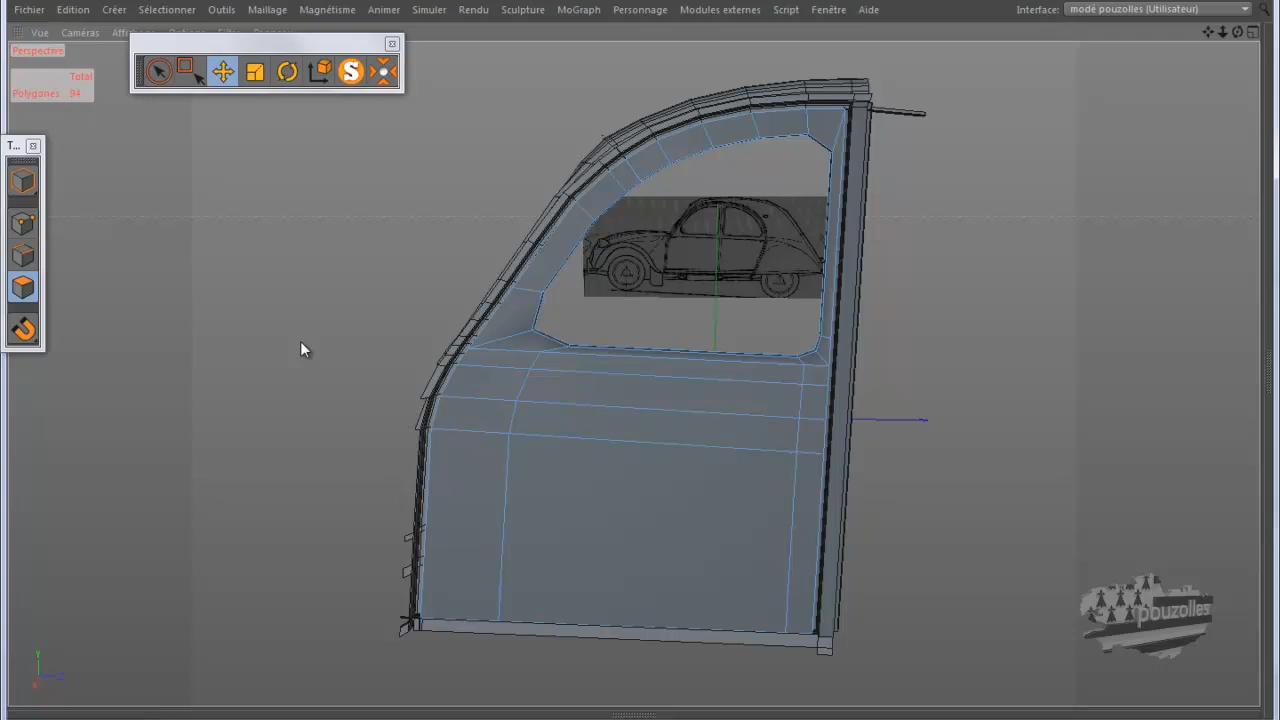 Fichier Edition Créer Sélectionner Outils Maillage Magnétisme Animer Simuler Rendu Sculpture MoGraph Personnage Modules externes Script Fenêtre Aide Interface: modé pouzolles (Utilisateur)
Vue Caméras
Perspective
Total
Polygones 94
T...
S
pouzolles
Y
Z
X